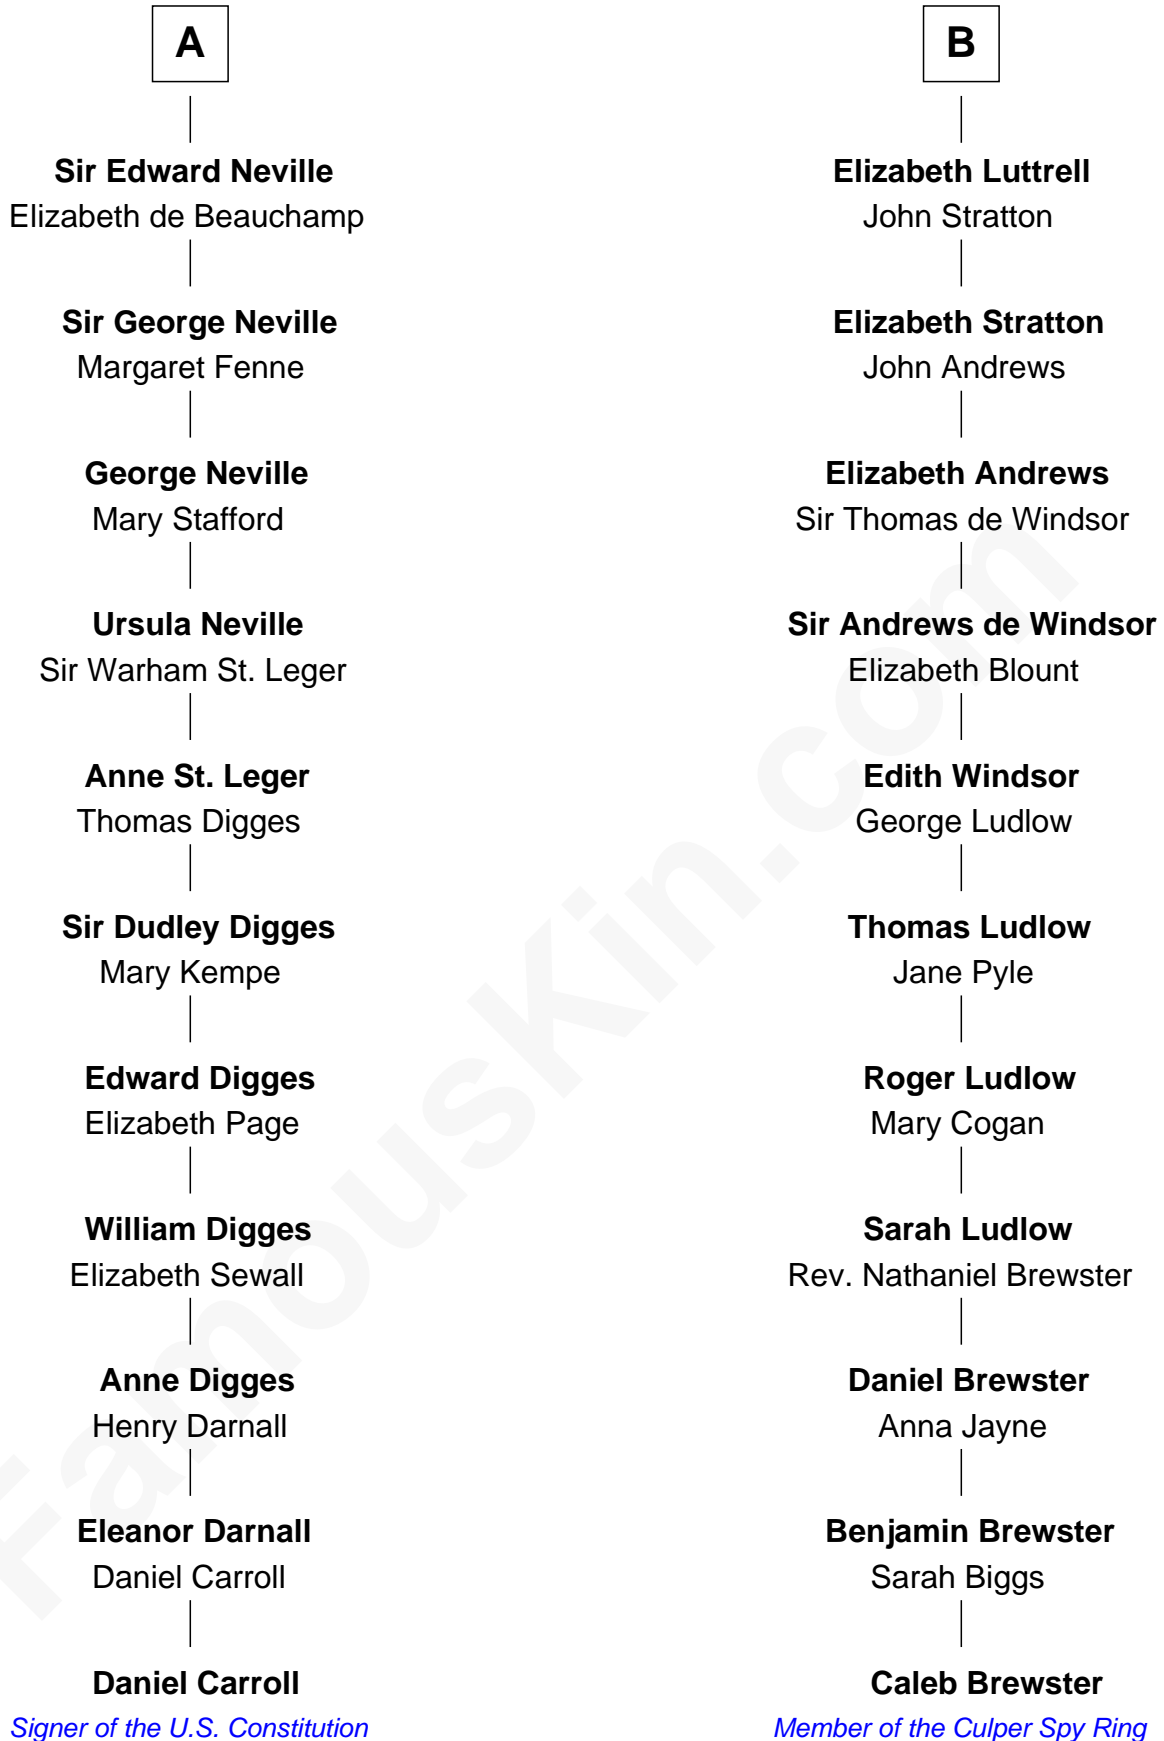 A
Sir Edward Neville
Elizabeth de Beauchamp
Sir George Neville
Margaret Fenne
George Neville
Mary Stafford
Ursula Neville
Sir Warham St. Leger
Anne St. Leger
Thomas Digges
Sir Dudley Digges
Mary Kempe
Edward Digges
Elizabeth Page
William Digges
Elizabeth Sewall
Anne Digges
Henry Darnall
Eleanor Darnall
Daniel Carroll
Daniel Carroll
Signer of the U.S. Constitution
B
Elizabeth Luttrell
John Stratton
Elizabeth Stratton
John Andrews
Elizabeth Andrews
Sir Thomas de Windsor
Sir Andrews de Windsor
Elizabeth Blount
Edith Windsor
George Ludlow
Thomas Ludlow
Jane Pyle
Roger Ludlow
Mary Cogan
Sarah Ludlow
Rev. Nathaniel Brewster
Daniel Brewster
Anna Jayne
Benjamin Brewster
Sarah Biggs
Caleb Brewster
Member of the Culper Spy Ring
FamousKin.com